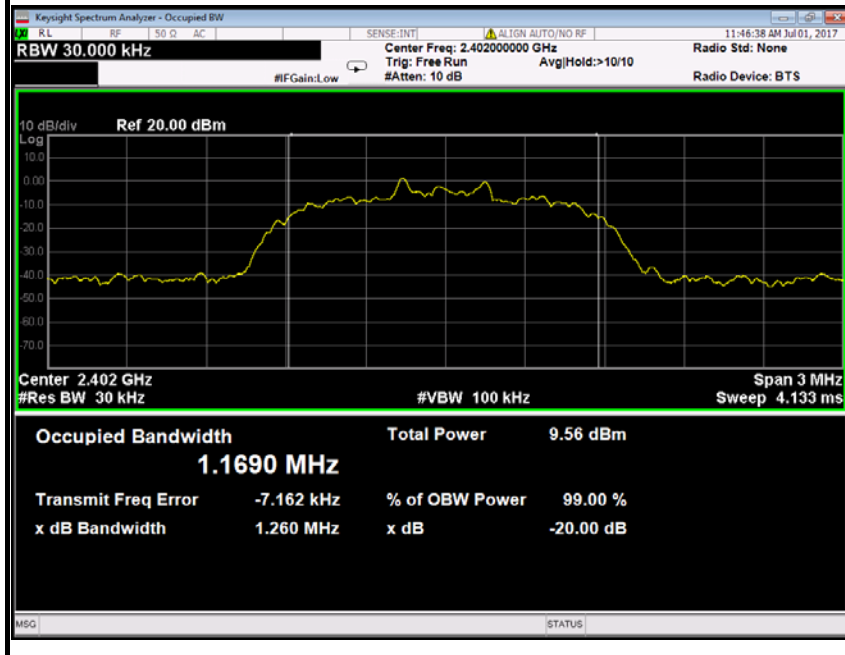 Keysight Spectrum Analyzer - Occupied BW
RL RF 50 Ω AC SENSE:INT ALIGN AUTO/NO RF 11:46:38 AM Jul 01, 2017
RBW 30.000 kHz Center Freq: 2.402000000 GHz Radio Std: None
Trig: Free Run Avg|Hold:>10/10
#IFGain:Low #Atten: 10 dB Radio Device: BTS
10 dB/div Ref 20.00 dBm
Log
10.0
0.00
-10.0
-20.0
-30.0
-40.0
-50.0
-60.0
-70.0
Center 2.402 GHz Span 3 MHz
#Res BW 30 kHz #VBW 100 kHz Sweep 4.133 ms
Occupied Bandwidth Total Power 9.56 dBm
1.1690 MHz
Transmit Freq Error -7.162 kHz % of OBW Power 99.00 %
x dB Bandwidth 1.260 MHz x dB -20.00 dB
MSG STATUS